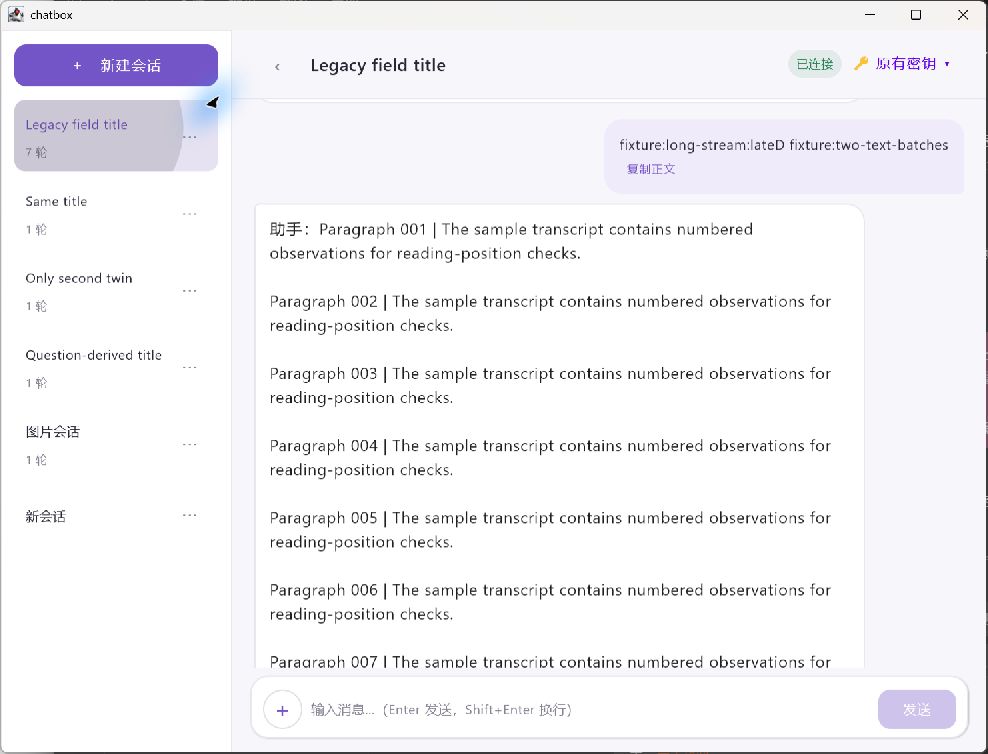 chatbox
+ 新建会话
Legacy field title
7 轮
...
Same title
1 轮
...
Only second twin
1 轮
...
Question-derived title
1 轮
...
图片会话
1 轮
...
新会话
...
‹ Legacy field title
已连接
原有密钥
fixture:long-stream:lateD fixture:two-text-batches
复制正文
助手: Paragraph 001 | The sample transcript contains numbered
observations for reading-position checks.
Paragraph 002 | The sample transcript contains numbered observations for
reading-position checks.
Paragraph 003 | The sample transcript contains numbered observations for
reading-position checks.
Paragraph 004 | The sample transcript contains numbered observations for
reading-position checks.
Paragraph 005 | The sample transcript contains numbered observations for
reading-position checks.
Paragraph 006 | The sample transcript contains numbered observations for
reading-position checks.
Paragraph 007 | The sample transcript contains numbered observations for
+ 输入消息... (Enter 发送, Shift+Enter 换行)
发送